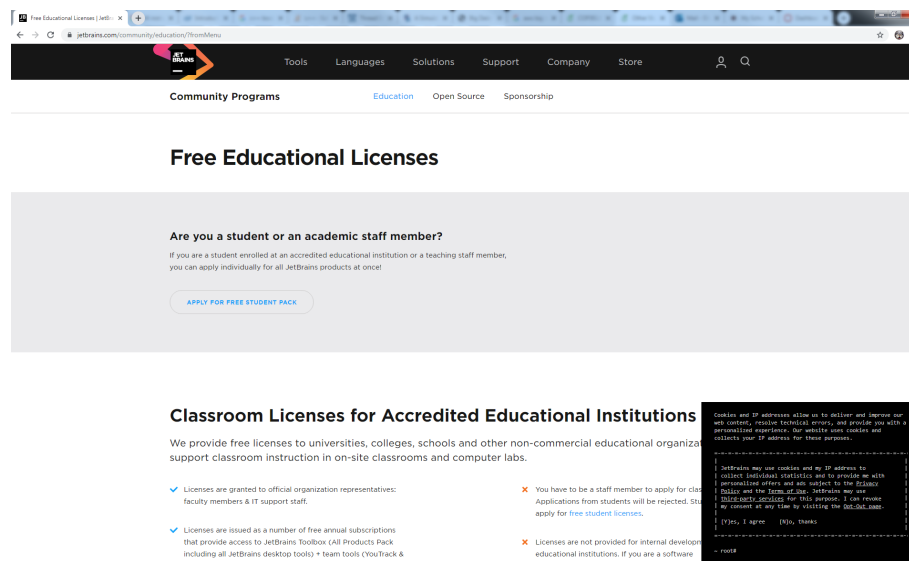 Free Educational Licenses | JetBr
jetbrains.com/community/education/?fromMenu
JET
BRAINS
Tools Languages Solutions Support Company Store
Community Programs Education Open Source Sponsorship
Free Educational Licenses
Are you a student or an academic staff member?
If you are a student enrolled at an accredited educational institution or a teaching staff member,
you can apply individually for all JetBrains products at once!
APPLY FOR FREE STUDENT PACK
Classroom Licenses for Accredited Educational Institutions
We provide free licenses to universities, colleges, schools and other non-commercial educational organizat
support classroom instruction in on-site classrooms and computer labs.
Licenses are granted to official organization representatives:
faculty members & IT support staff.
Licenses are issued as a number of free annual subscriptions
that provide access to JetBrains Toolbox (All Products Pack
including all JetBrains desktop tools) + team tools (YouTrack &
You have to be a staff member to apply for clas
Applications from students will be rejected. Stu
apply for free student licenses.
Licenses are not provided for internal developm
educational institutions. If you are a software
Cookies and IP addresses allow us to deliver and improve our
web content, resolve technical errors, and provide you with a
personalized experience. Our website uses cookies and
collects your IP address for these purposes.
JetBrains may use cookies and my IP address to
collect individual statistics and to provide me with
personalized offers and ads subject to the Privacy
Policy and the Terms of Use. JetBrains may use
third-party services for this purpose. I can revoke
my consent at any time by visiting the Opt-Out page.
[Y]es, I agree [N]o, thanks
~ root#